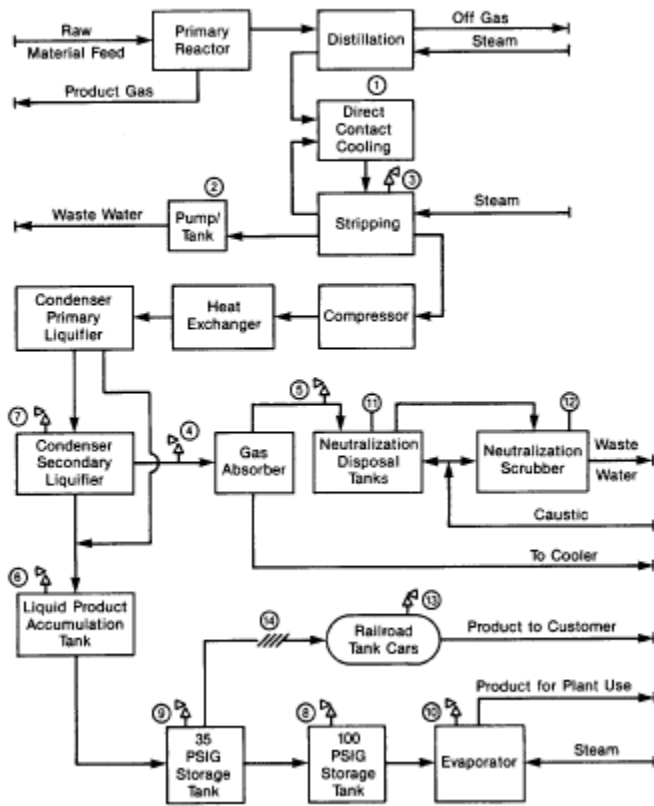 Raw
Material Feed
Primary
Reactor
Distillation
Off Gas
Steam
Product Gas
1
Direct
Contact
Cooling
2
3
Waste Water
Pump/
Tank
Stripping
Steam
Condenser
Primary
Liquifier
Heat
Exchanger
Compressor
7
4
5
11
12
Condenser
Secondary
Liquifier
Gas
Absorber
Neutralization
Disposal
Tanks
Neutralization
Scrubber
Waste
Water
Caustic
To Cooler
6
Liquid Product
Accumulation
Tank
14
13
Railroad
Tank Cars
Product to Customer
Product for Plant Use
9
8
10
35
PSIG
Storage
Tank
100
PSIG
Storage
Tank
Evaporator
Steam